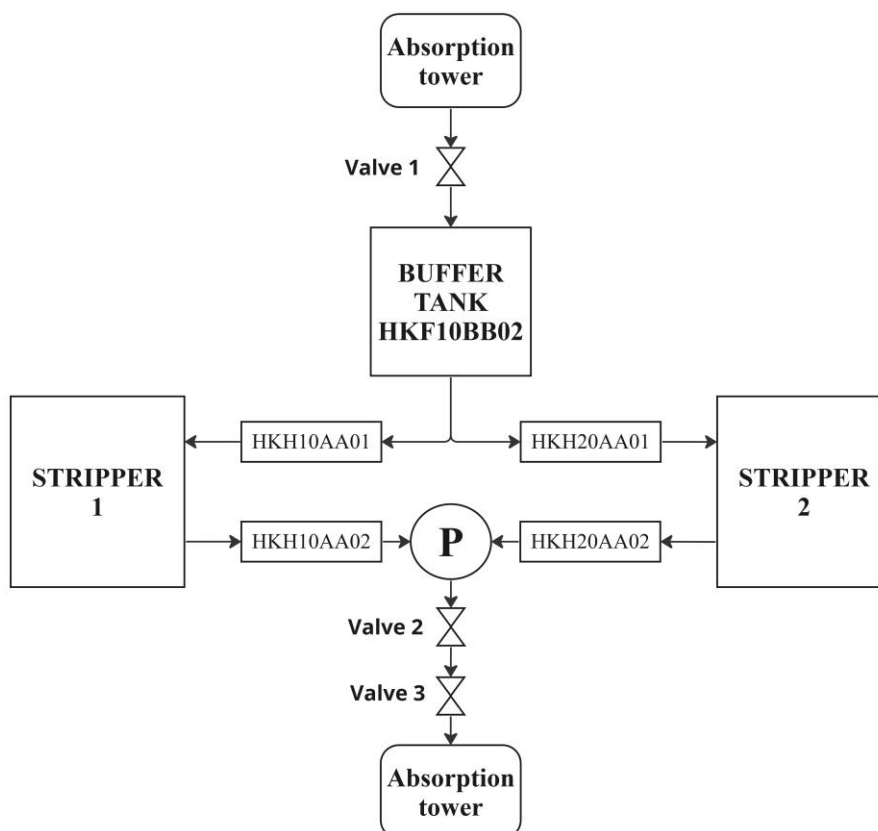 Absorption
tower
Valve 1
BUFFER
TANK
HKF10BB02
HKH10AA01
HKH20AA01
STRIPPER
1
STRIPPER
2
HKH10AA02
P
HKH20AA02
Valve 2
Valve 3
Absorption
tower